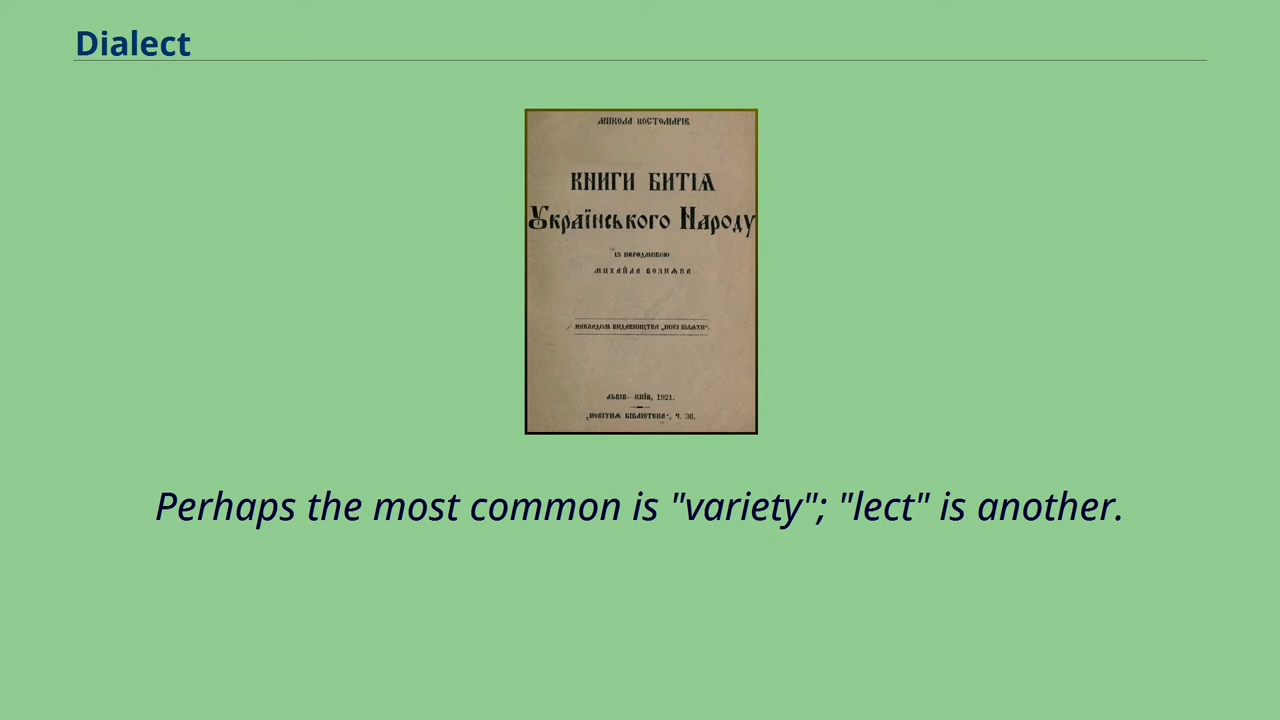 Dialect
МИКОЛА КОСТОМАРІВ
КНИГИ БИТІЯ
Українського Народу
ІЗ ПЕРЕДМОВОЮ
МИХАЙЛА ВОЗНЯКА
НАКЛАДОМ ВИДАВНИЦТВА „НОВІ ШЛЯХИ".
ЛЬВІВ—КИЇВ, 1921.
„НОВІТНЯ БІБЛІОТЕКА", Ч. 36.
Perhaps the most common is "variety"; "lect" is another.